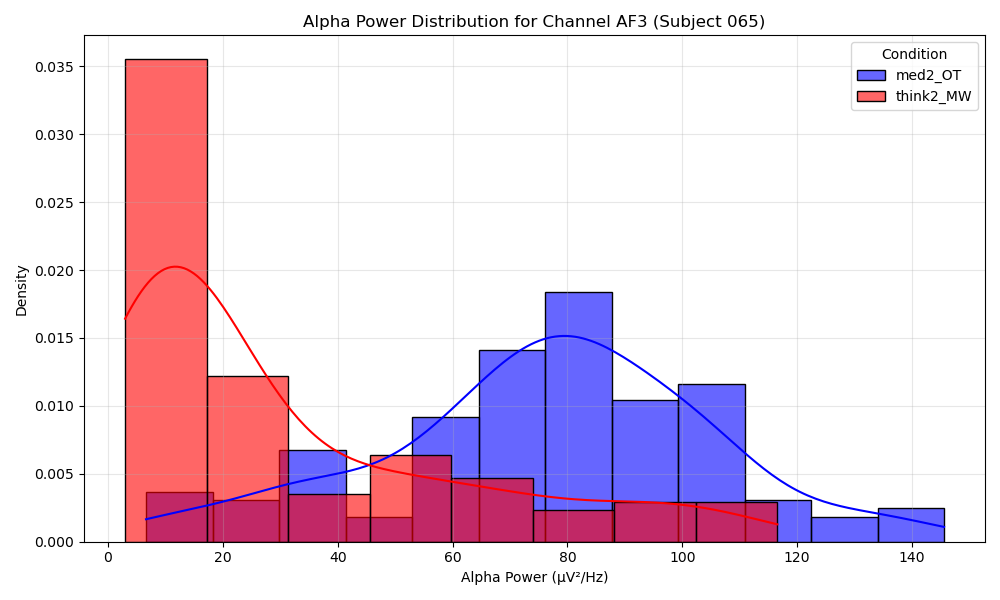 Alpha Power Distribution for Channel AF3 (Subject 065)
Condition
med2_OT
think2_MW
0.035
0.030
0.025
0.020
0.015
0.010
0.005
0.000
Density
0 20 40 60 80 100 120 140
Alpha Power (µV²/Hz)